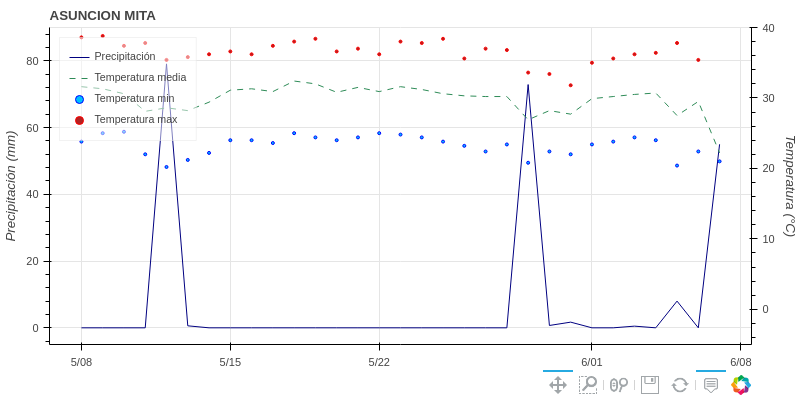 ASUNCION MITA
Precipitación
Temperatura media
Temperatura min
Temperatura max
Precipitación (mm)
80
60
40
20
0
Temperatura (°C)
40
30
20
10
0
5/08
5/15
5/22
6/01
6/08